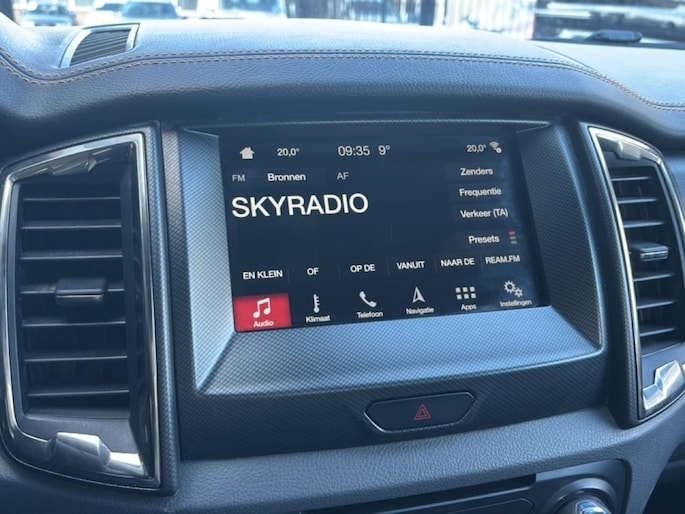 20,0° 09:35 9° 20,0°
FM Bronnen AF Zenders
SKYRADIO
Frequentie
Verkeer (TA)
Presets
EN KLEIN OF OP DE VANUIT NAAR DE REAM.FM
Audio Klimaat Telefoon Navigatie Apps Instellingen